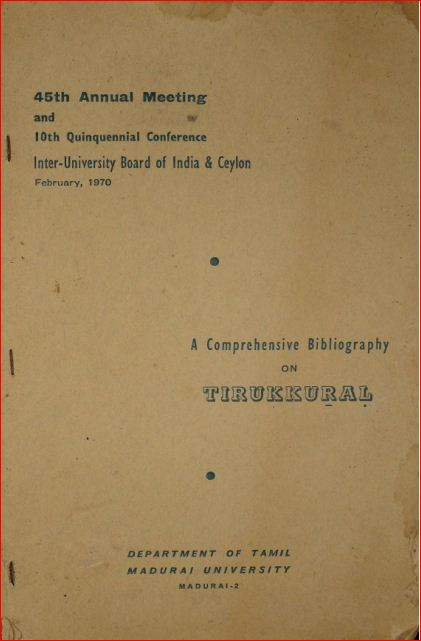 45th Annual Meeting
and
10th Quinquennial Conference
Inter-University Board of India & Ceylon
February, 1970
A Comprehensive Bibliography
ON
TIRUKKUṞAḶ
DEPARTMENT OF TAMIL
MADURAI UNIVERSITY
MADURAI-2